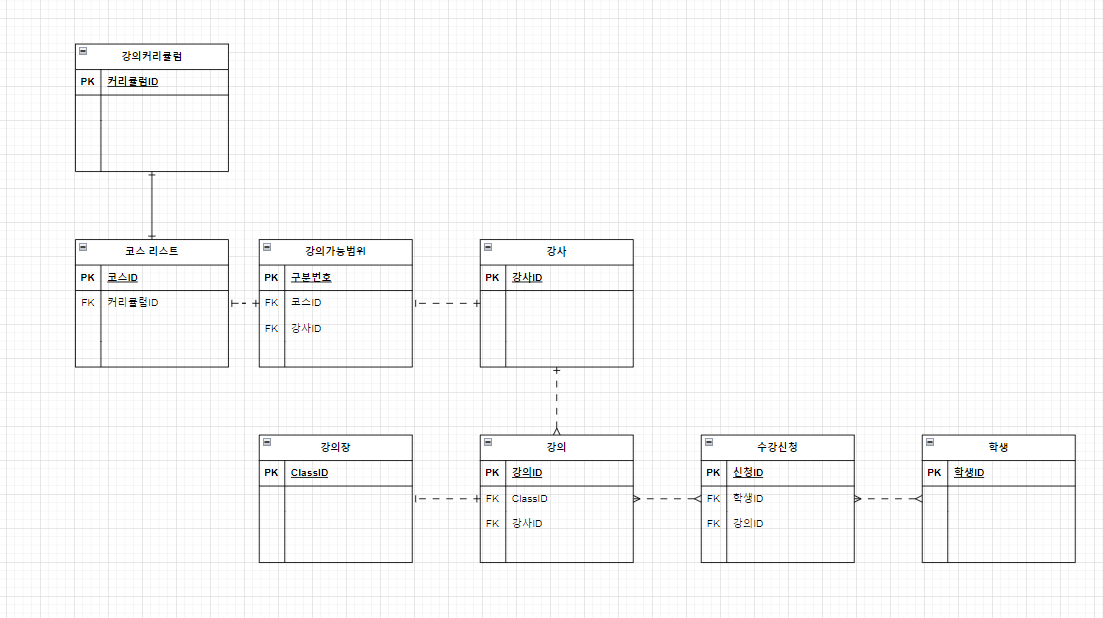 강의커리큘럼
PK 커리큘럼ID
코스 리스트
PK 코스ID
FK 커리큘럼ID
강의가능범위
PK 구분번호
FK 코스ID
FK 강사ID
강사
PK 강사ID
강의장
PK ClassID
강의
PK 강의ID
FK ClassID
FK 강사ID
수강신청
PK 신청ID
FK 학생ID
FK 강의ID
학생
PK 학생ID